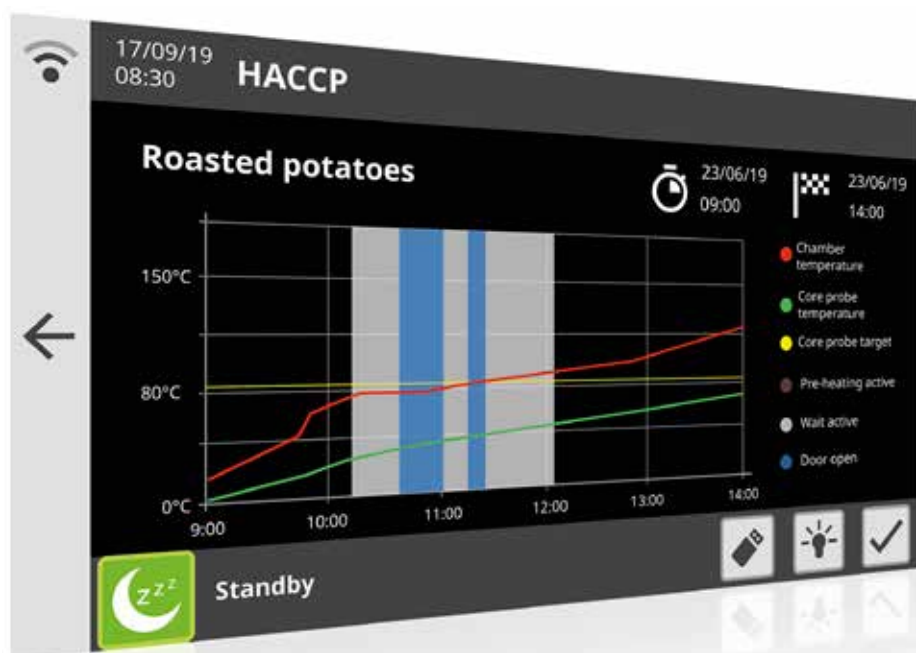 17/09/19
08:30
HACCP
Roasted potatoes
23/06/19
09:00
23/06/19
14:00
150°C
80°C
0°C
9:00
10:00
11:00
12:00
13:00
14:00
Chamber
temperature
Core probe
temperature
Core probe target
Pre-heating active
Wait active
Door open
zzz
Standby